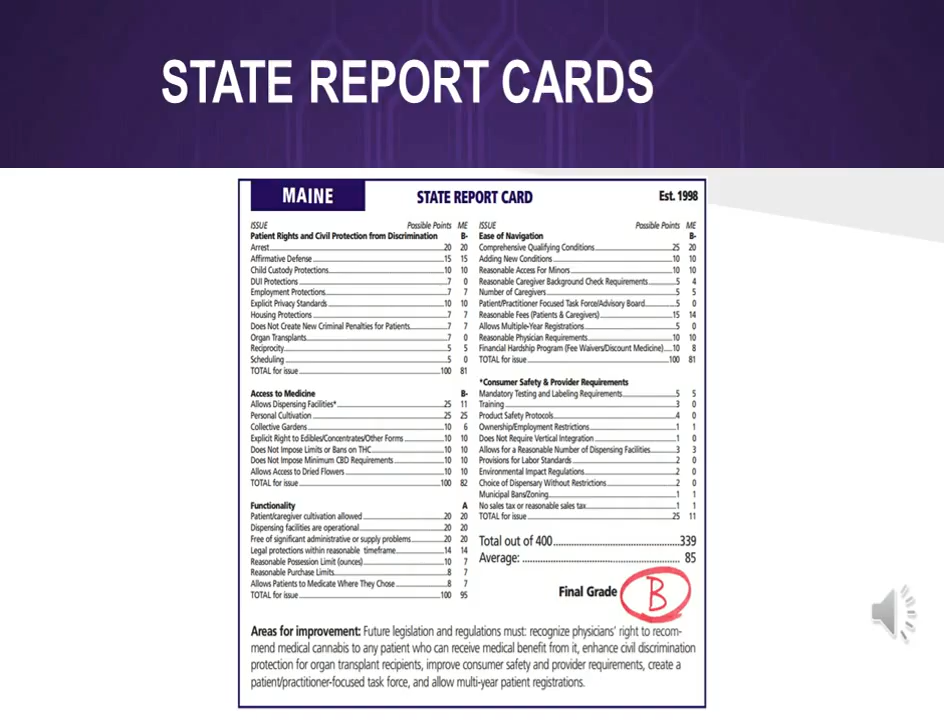 STATE REPORT CARDS
MAINE
STATE REPORT CARD
Est. 1998
ISSUE Possible Points ME
Patient Rights and Civil Protection from Discrimination B-
Arrest 20 20
Affirmative Defense 15 15
Child Custody Protections 10 10
DUI Protections 7 0
Employment Protections 7 7
Explicit Privacy Standards 10 10
Housing Protections 7 7
Does Not Create New Criminal Penalties for Patients 7 7
Organ Transplants 7 0
Reciprocity 5 5
Scheduling 5 0
TOTAL for issue 100 81
Access to Medicine B-
Allows Dispensing Facilities* 25 11
Personal Cultivation 25 25
Collective Gardens 10 6
Explicit Right to Edibles/Concentrates/Other Forms 10 10
Does Not Impose Limits or Bans on THC 10 10
Does Not Impose Minimum CBD Requirements 10 10
Allows Access to Dried Flowers 10 10
TOTAL for issue 100 82
Functionality A
Patient/caregiver cultivation allowed 20 20
Dispensing facilities are operational 20 20
Free of significant administrative or supply problems 20 20
Legal protections within reasonable timeframe 14 14
Reasonable Possession Limit (ounces) 10 7
Reasonable Purchase Limits 8 7
Allows Patients to Medicate Where They Chose 8 7
TOTAL for issue 100 95
ISSUE Possible Points ME
Ease of Navigation B-
Comprehensive Qualifying Conditions 25 20
Adding New Conditions 10 10
Reasonable Access For Minors 10 10
Reasonable Caregiver Background Check Requirements 5 4
Number of Caregivers 5 5
Patient/Practitioner Focused Task Force/Advisory Board 5 0
Reasonable Fees (Patients & Caregivers) 15 14
Allows Multiple-Year Registrations 5 0
Reasonable Physician Requirements 10 10
Financial Hardship Program (Fee Waivers/Discount Medicine) 10 8
TOTAL for issue 100 81
*Consumer Safety & Provider Requirements
Mandatory Testing and Labeling Requirements 5 5
Training 3 0
Product Safety Protocols 4 0
Ownership/Employment Restrictions 1 1
Does Not Require Vertical Integration 1 0
Allows for a Reasonable Number of Dispensing Facilities 3 3
Provisions for Labor Standards 2 0
Environmental Impact Regulations 2 0
Choice of Dispensary Without Restrictions 2 0
Municipal Bans/Zoning 1 1
No sales tax or reasonable sales tax 1 1
TOTAL for issue 25 11
Total out of 400 339
Average: 85
Final Grade B
Areas for improvement: Future legislation and regulations must: recognize physicians' right to recom-
mend medical cannabis to any patient who can receive medical benefit from it, enhance civil discrimination
protection for organ transplant recipients, improve consumer safety and provider requirements, create a
patient/practitioner-focused task force, and allow multi-year patient registrations.